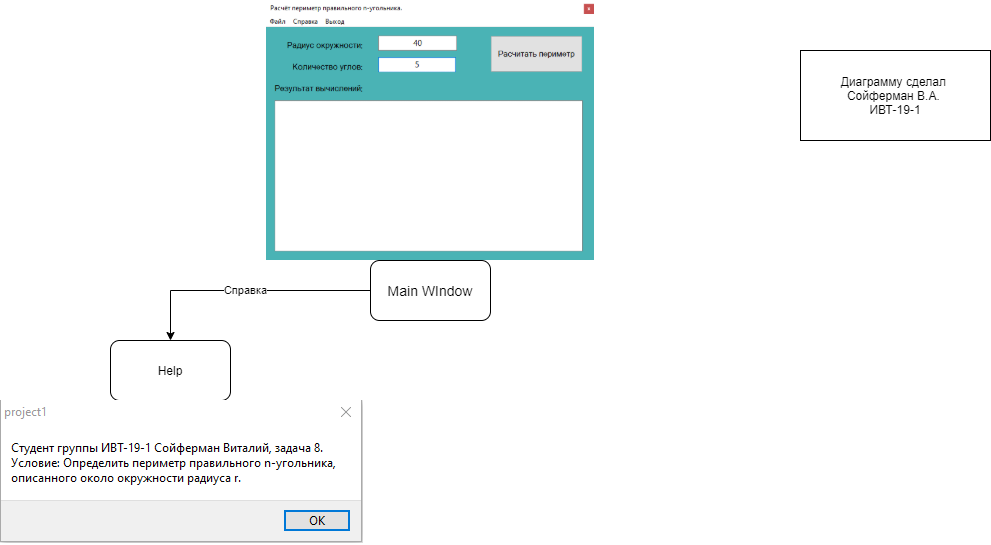 Расчёт периметр правильного n-угольника.
Файл Справка Выход
Радиус окружности:
40
Расчитать периметр
Количество углов:
5
Результат вычислений:
Диаграмму сделал
Сойферман В.А.
ИВТ-19-1
Main WIndow
Справка
Help
project1
Студент группы ИВТ-19-1 Сойферман Виталий, задача 8.
Условие: Определить периметр правильного n-угольника,
описанного около окружности радиуса r.
OK